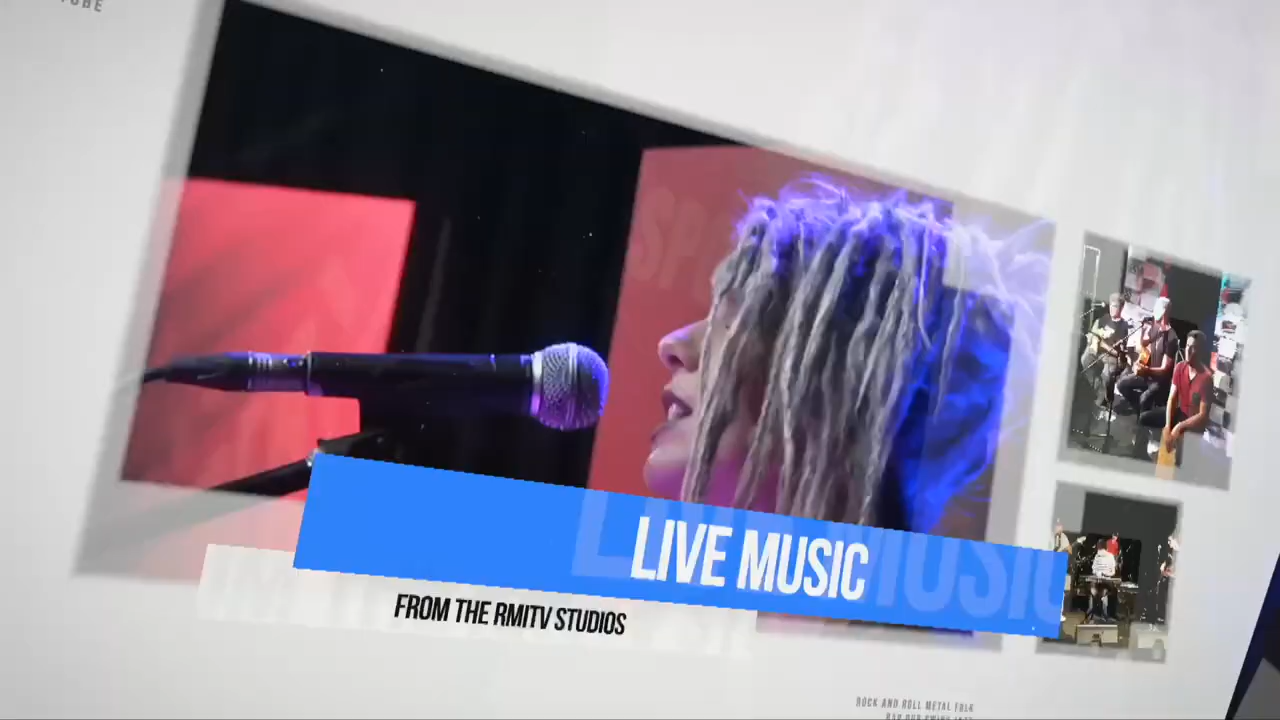 LIVE MUSIC
FROM THE RMITV STUDIOS
ROCK AND ROLL METAL FOLK